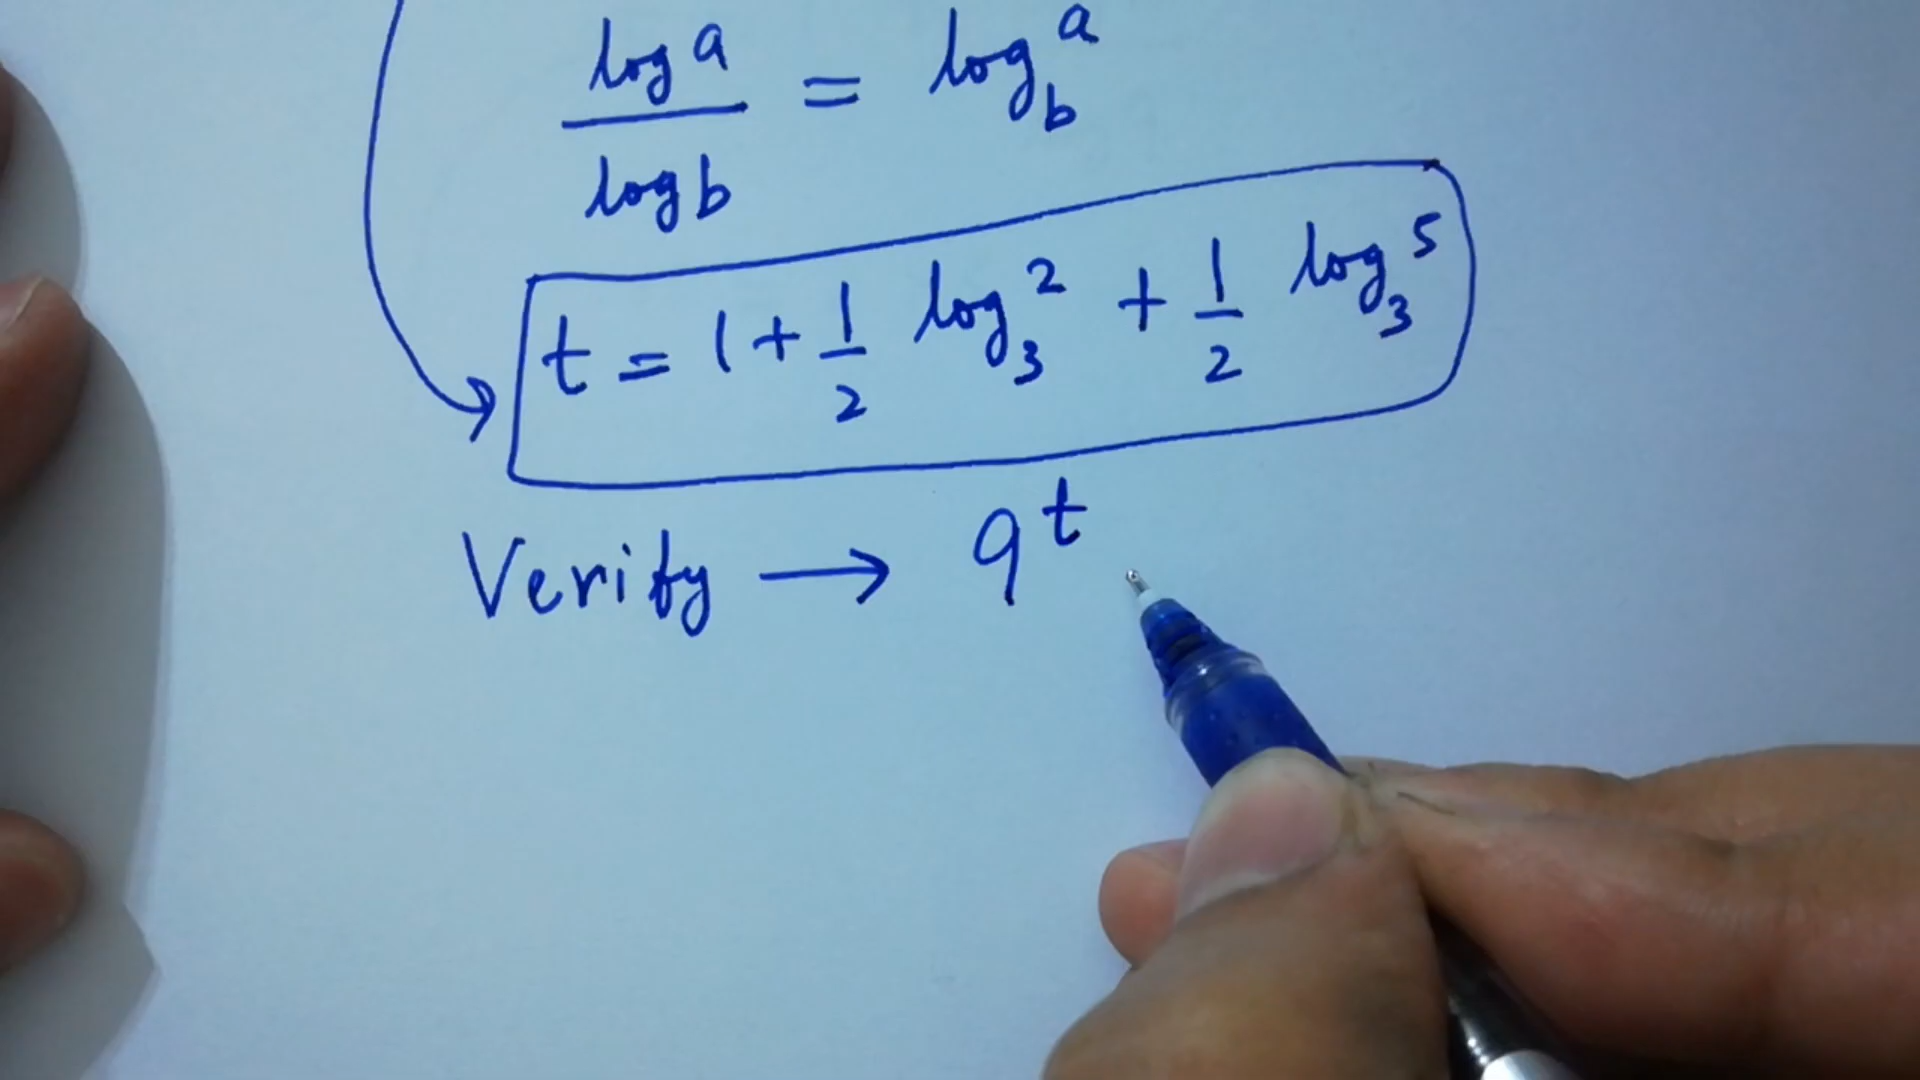 log a / log b = log_b a
t = 1 + 1/2 log_3 2 + 1/2 log_3 5
Verify → 9^t